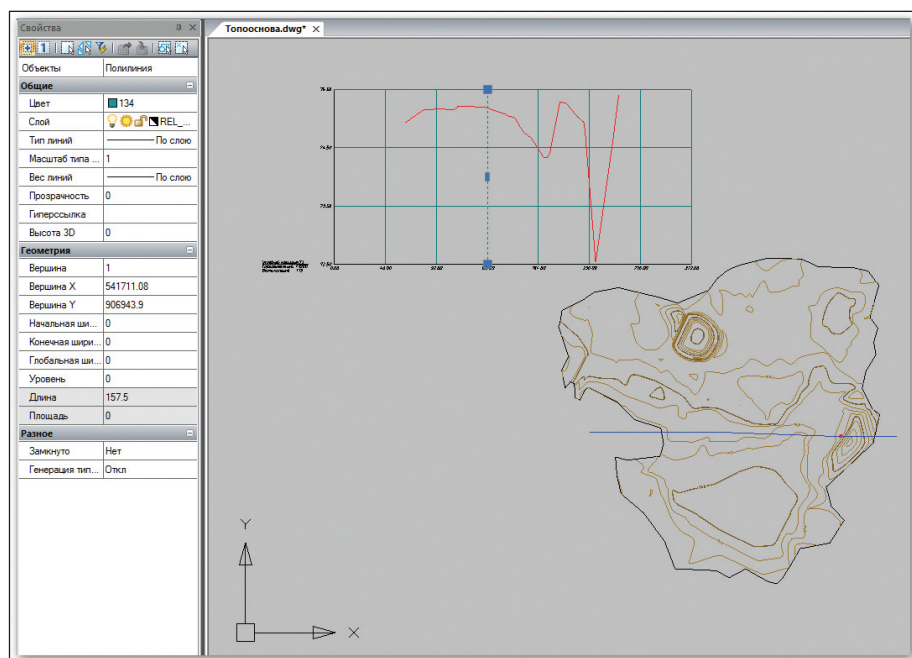 Свойства
Топооснова.dwg*
Объекты Полилиния
Общие
Цвет 134
Слой REL_...
Тип линий По слою
Масштаб типа ... 1
Вес линий По слою
Прозрачность 0
Гиперссылка
Высота 3D 0
Геометрия
Вершина 1
Вершина X 541711.08
Вершина Y 906943.9
Начальная ши... 0
Конечная шири... 0
Глобальная ши... 0
Уровень 0
Длина 157.5
Площадь 0
Разное
Замкнуто Нет
Генерация тип... Откл
Y
X